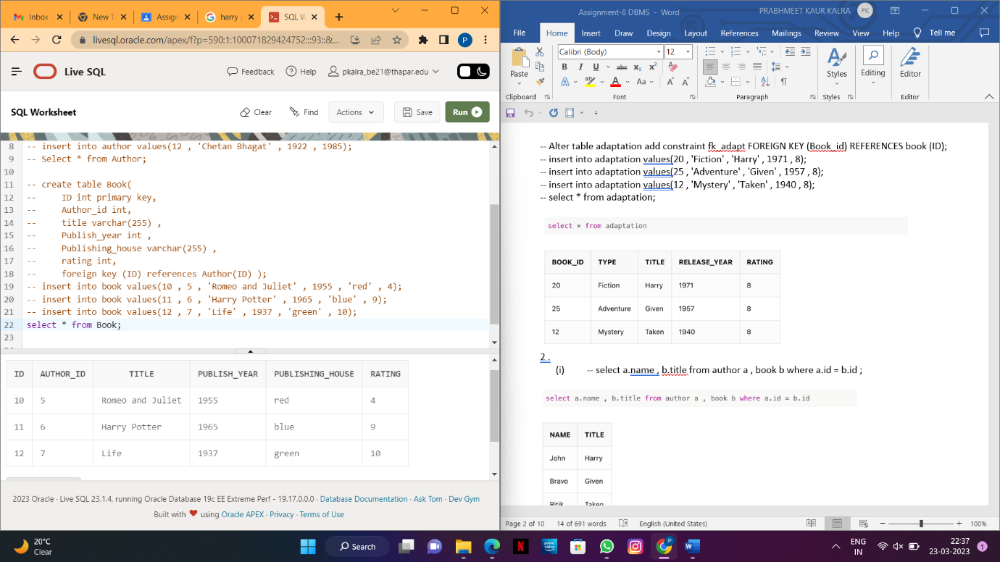 Inbox
New T
Assign
harry p
SQL W
livesql.oracle.com/apex/f?p=590:1:100071829424752:::93::&...
P
Live SQL
Feedback
Help
pkalra_be21@thapar.edu
SQL Worksheet
Clear
Find
Actions
Save
Run
8 -- insert into author values(12 , 'Chetan Bhagat' , 1922 , 1985);
9 -- Select * from Author;
10
11 -- create table Book(
12 -- ID int primary key,
13 -- Author_id int,
14 -- title varchar(255) ,
15 -- Publish_year int ,
16 -- Publishing_house varchar(255) ,
17 -- rating int,
18 -- foreign key (ID) references Author(ID) );
19 -- insert into book values(10 , 5 , 'Romeo and Juliet' , 1955 , 'red' , 4);
20 -- insert into book values(11 , 6 , 'Harry Potter' , 1965 , 'blue' , 9);
21 -- insert into book values(12 , 7 , 'Life' , 1937 , 'green' , 10);
22 select * from Book;
23
ID AUTHOR_ID TITLE PUBLISH_YEAR PUBLISHING_HOUSE RATING
10 5 Romeo and Juliet 1955 red 4
11 6 Harry Potter 1965 blue 9
12 7 Life 1937 green 10
2023 Oracle · Live SQL 23.1.4, running Oracle Database 19c EE Extreme Perf - 19.17.0.0.0 · Database Documentation · Ask Tom · Dev Gym
Built with ❤ using Oracle APEX · Privacy · Terms of Use
Assignment-8 DBMS - Word
PRABHMEET KAUR KALRA
PK
File Home Insert Draw Design Layout References Mailings Review View Help Tell me
Paste
Calibri (Body)
12
B I U abc x₂ x²
A A Aa A A
Styles
Editing
Editor
Clipboard Font Paragraph Styles Editor
-- Alter table adaptation add constraint fk_adapt FOREIGN KEY (Book_id) REFERENCES book (ID);
-- insert into adaptation values(20 , 'Fiction' , 'Harry' , 1971 , 8);
-- insert into adaptation values(25 , 'Adventure' , 'Given' , 1957 , 8);
-- insert into adaptation values(12 , 'Mystery' , 'Taken' , 1940 , 8);
-- select * from adaptation;
select * from adaptation
BOOK_ID TYPE TITLE RELEASE_YEAR RATING
20 Fiction Harry 1971 8
25 Adventure Given 1957 8
12 Mystery Taken 1940 8
2 .
(i) -- select a.name , b.title from author a , book b where a.id = b.id ;
select a.name , b.title from author a , book b where a.id = b.id
NAME TITLE
John Harry
Bravo Given
Ritik Taken
Page 2 of 10
14 of 691 words
English (United States)
100%
20°C
Clear
Search
prime video
N
W
ENG
IN
22:37
23-03-2023
1